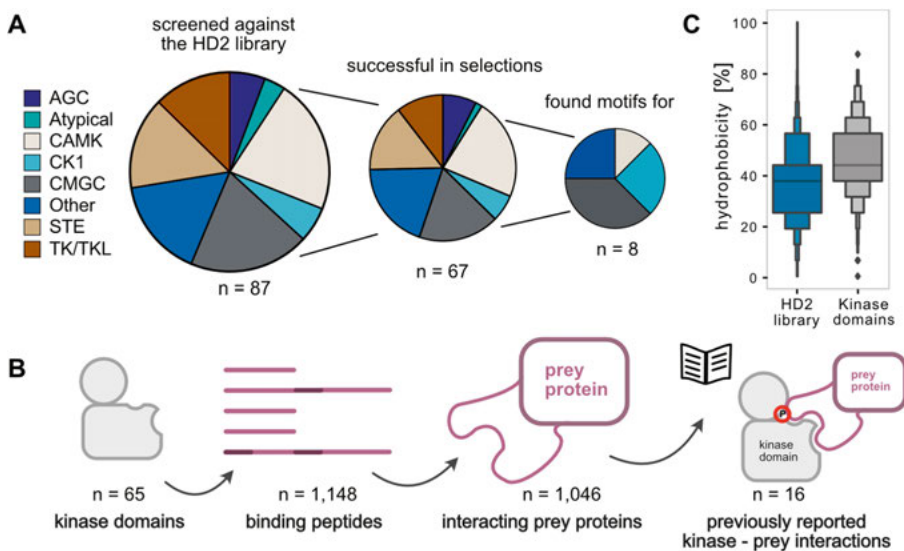 A
screened against
the HD2 library
successful in selections
found motifs for
AGC
Atypical
CAMK
CK1
CMGC
Other
STE
TK/TKL
n = 87
n = 67
n = 8
C
hydrophobicity [%]
100
80
60
40
20
0
HD2
library
Kinase
domains
B
n = 65
kinase domains
n = 1,148
binding peptides
prey
protein
n = 1,046
interacting prey proteins
prey
protein
P
kinase
domain
n = 16
previously reported
kinase - prey interactions